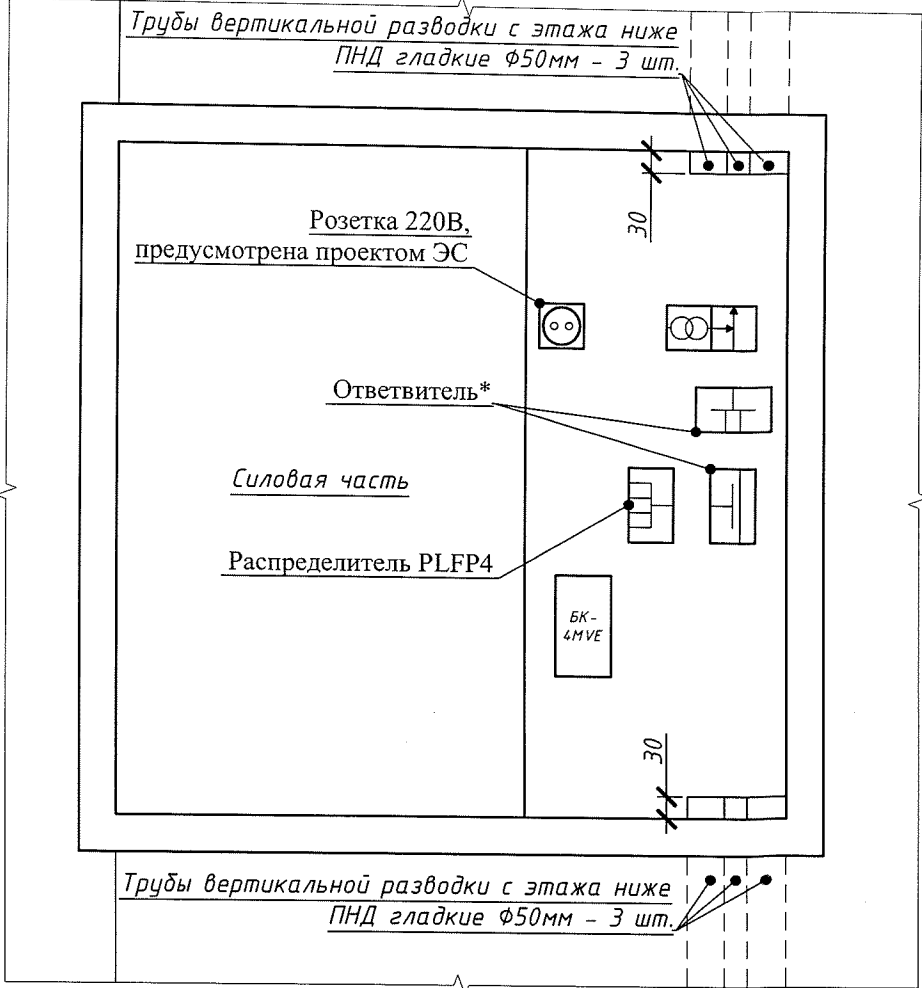 Трубы вертикальной разводки с этажа ниже
ПНД гладкие Ф50мм - 3 шт.
30
Розетка 220В,
предусмотрена проектом ЭС
Ответвитель*
Силовая часть
Распределитель PLFP4
БК-
4MVE
30
Трубы вертикальной разводки с этажа ниже
ПНД гладкие Ф50мм - 3 шт.